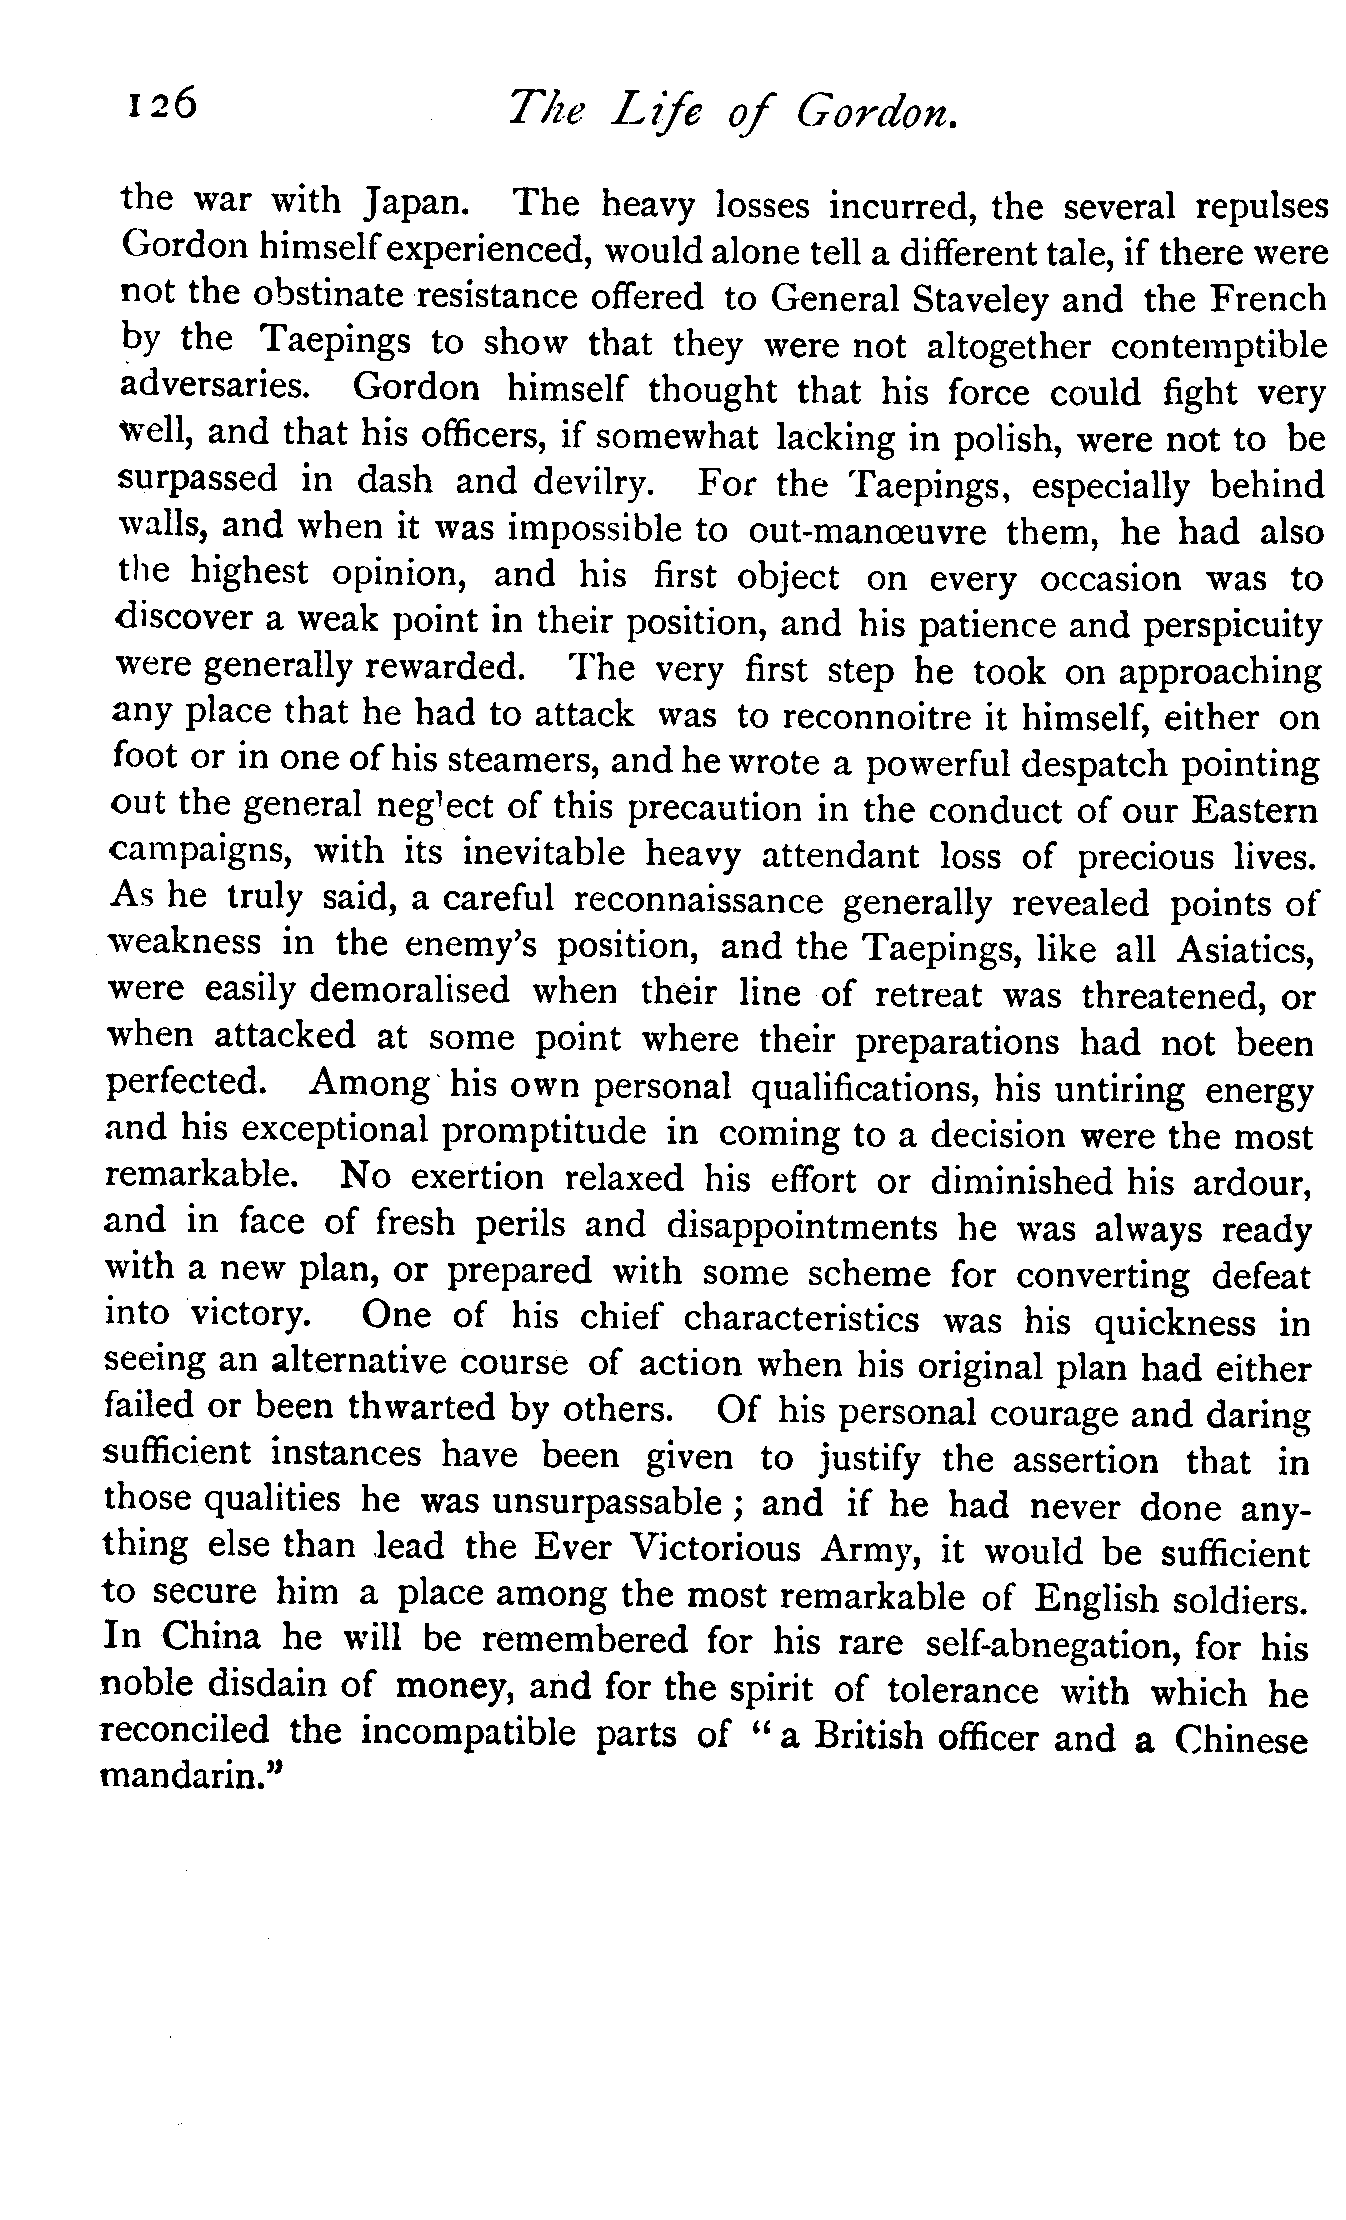 126 The Life of Gordon.
the war with Japan. The heavy losses incurred, the several repulses
Gordon himself experienced, would alone tell a different tale, if there were
not the obstinate resistance offered to General Staveley and the French
by the Taepings to show that they were not altogether contemptible
adversaries. Gordon himself thought that his force could fight very
well, and that his officers, if somewhat lacking in polish, were not to be
surpassed in dash and devilry. For the Taepings, especially behind
walls, and when it was impossible to out-manœuvre them, he had also
the highest opinion, and his first object on every occasion was to
discover a weak point in their position, and his patience and perspicuity
were generally rewarded. The very first step he took on approaching
any place that he had to attack was to reconnoitre it himself, either on
foot or in one of his steamers, and he wrote a powerful despatch pointing
out the general neglect of this precaution in the conduct of our Eastern
campaigns, with its inevitable heavy attendant loss of precious lives.
As he truly said, a careful reconnaissance generally revealed points of
weakness in the enemy's position, and the Taepings, like all Asiatics,
were easily demoralised when their line of retreat was threatened, or
when attacked at some point where their preparations had not been
perfected. Among his own personal qualifications, his untiring energy
and his exceptional promptitude in coming to a decision were the most
remarkable. No exertion relaxed his effort or diminished his ardour,
and in face of fresh perils and disappointments he was always ready
with a new plan, or prepared with some scheme for converting defeat
into victory. One of his chief characteristics was his quickness in
seeing an alternative course of action when his original plan had either
failed or been thwarted by others. Of his personal courage and daring
sufficient instances have been given to justify the assertion that in
those qualities he was unsurpassable ; and if he had never done any-
thing else than lead the Ever Victorious Army, it would be sufficient
to secure him a place among the most remarkable of English soldiers.
In China he will be remembered for his rare self-abnegation, for his
noble disdain of money, and for the spirit of tolerance with which he
reconciled the incompatible parts of " a British officer and a Chinese
mandarin."